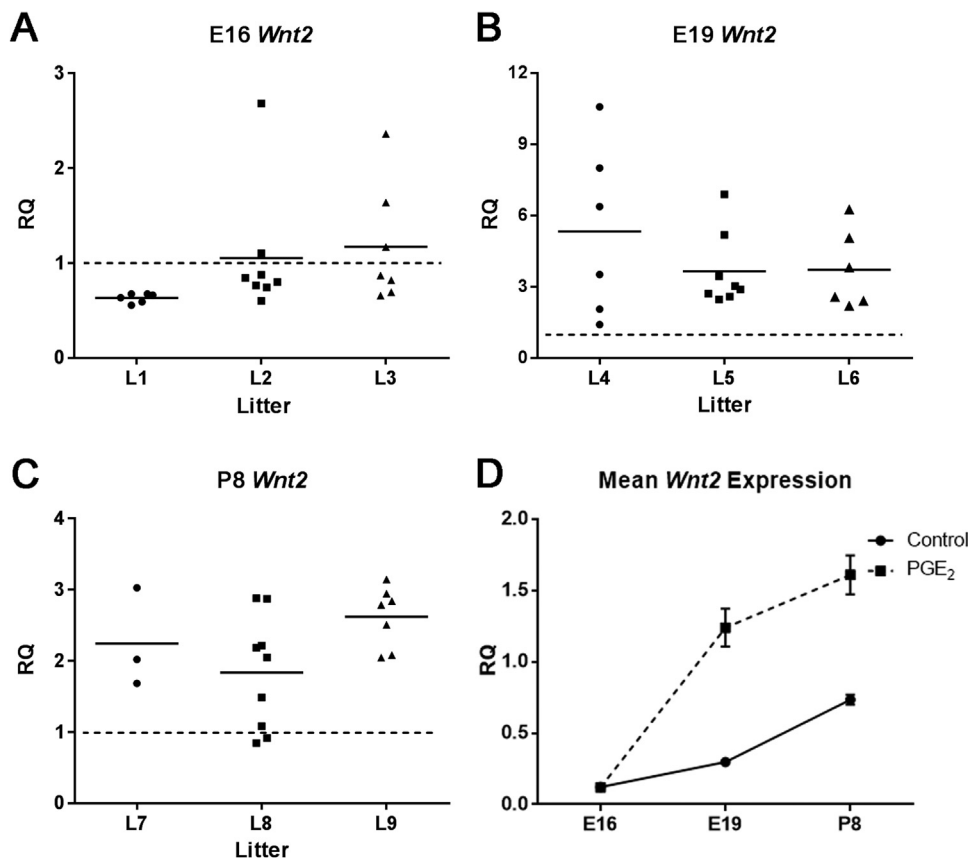 A
E16 Wnt2
3
2
1
0
RQ
L1 L2 L3
Litter
B
E19 Wnt2
12
9
6
3
0
RQ
L4 L5 L6
Litter
C
P8 Wnt2
4
3
2
1
0
RQ
L7 L8 L9
Litter
D
Mean Wnt2 Expression
2.0
1.5
1.0
0.5
0.0
RQ
E16 E19 P8
Control
PGE₂